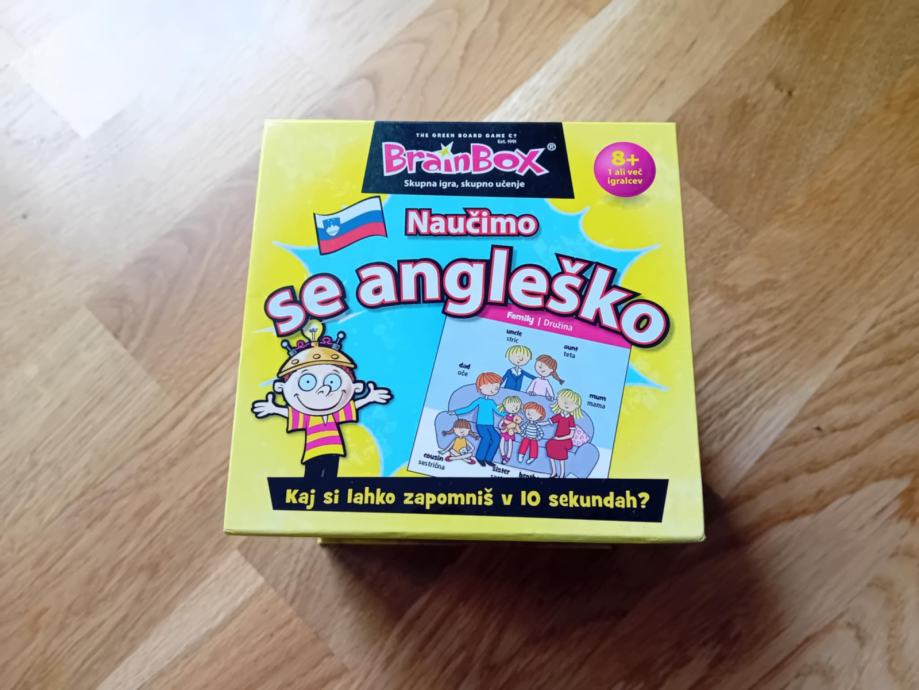 THE GREEN BOARD GAME Cº
Est. 1991
BrainBox®
Skupna igra, skupno učenje
8+
1 ali več
igralcev
Naučimo
se angleško
Family | Družina
uncle
stric
aunt
teta
dad
oče
mum
mama
cousin
sestrična
sister
Kaj si lahko zapomniš v 10 sekundah?